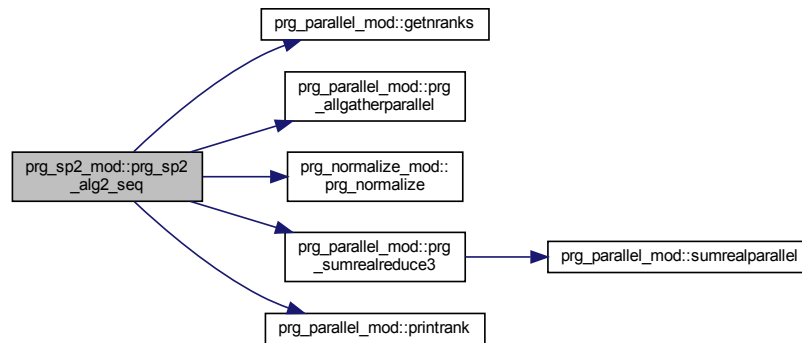 prg_parallel_mod::getnranks
prg_parallel_mod::prg
_allgatherparallel
prg_sp2_mod::prg_sp2
_alg2_seq
prg_normalize_mod::
prg_normalize
prg_parallel_mod::prg
_sumrealreduce3
prg_parallel_mod::sumrealparallel
prg_parallel_mod::printrank